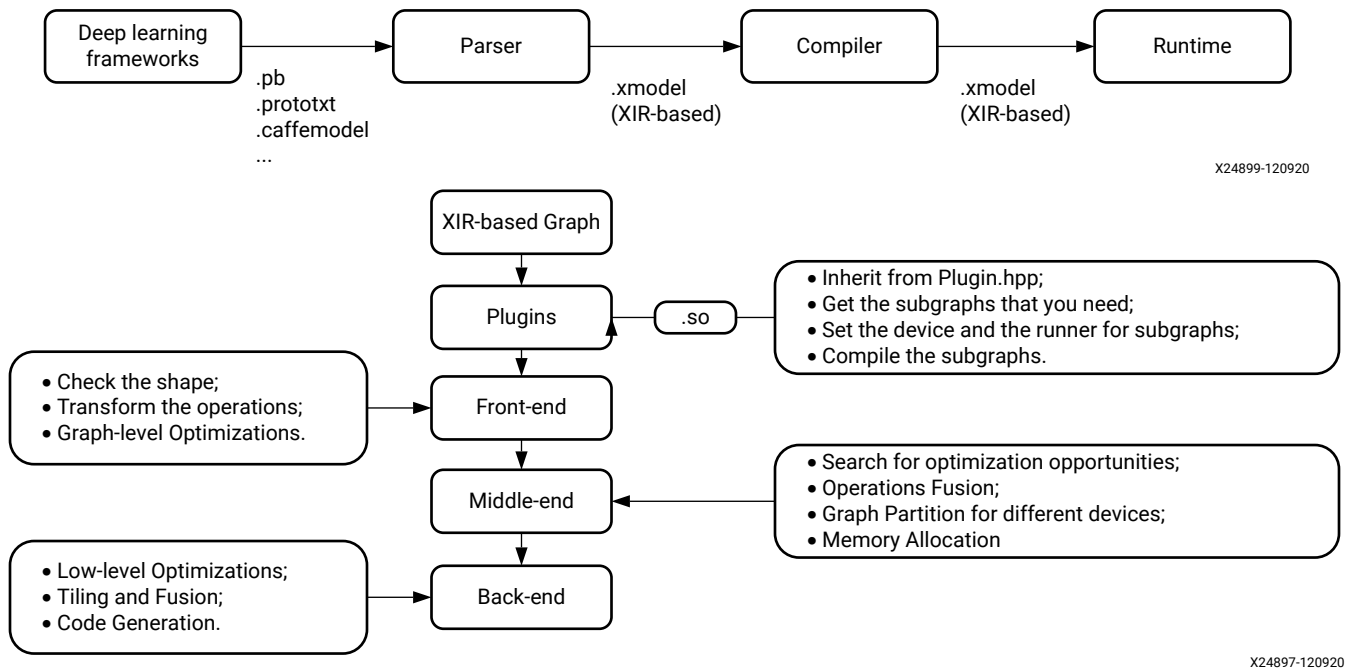 Deep learning
frameworks
Parser
Compiler
Runtime
.pb
.prototxt
.caffemodel
...
.xmodel
(XIR-based)
.xmodel
(XIR-based)
X24899-120920
XIR-based Graph
Plugins
.so
• Inherit from Plugin.hpp;
• Get the subgraphs that you need;
• Set the device and the runner for subgraphs;
• Compile the subgraphs.
• Check the shape;
• Transform the operations;
• Graph-level Optimizations.
Front-end
Middle-end
• Search for optimization opportunities;
• Operations Fusion;
• Graph Partition for different devices;
• Memory Allocation
• Low-level Optimizations;
• Tiling and Fusion;
• Code Generation.
Back-end
X24897-120920